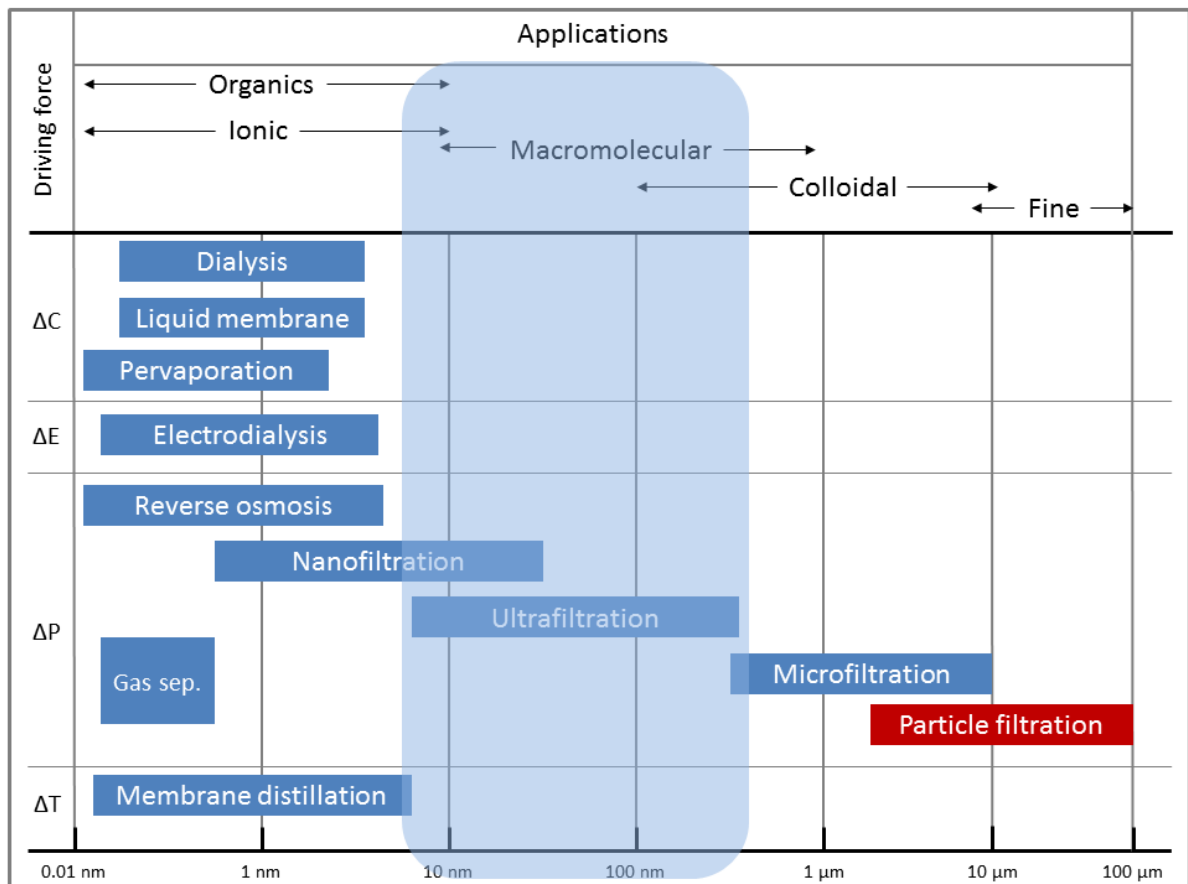 Applications
Driving force
Organics
Ionic
Macromolecular
Colloidal
Fine
ΔC
Dialysis
Liquid membrane
Pervaporation
ΔE
Electrodialysis
ΔP
Reverse osmosis
Nanofiltration
Ultrafiltration
Gas sep.
Microfiltration
Particle filtration
ΔT
Membrane distillation
0.01 nm 1 nm 10 nm 100 nm 1 μm 10 μm 100 μm